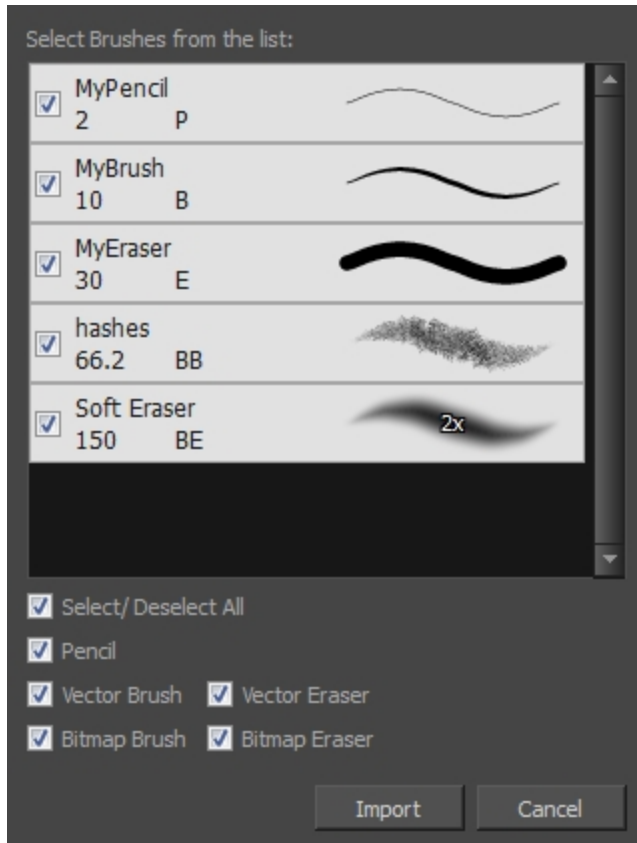 Select Brushes from the list:
MyPencil
2 P
MyBrush
10 B
MyEraser
30 E
hashes
66.2 BB
Soft Eraser
150 BE
2x
Select/ Deselect All
Pencil
Vector Brush Vector Eraser
Bitmap Brush Bitmap Eraser
Import Cancel